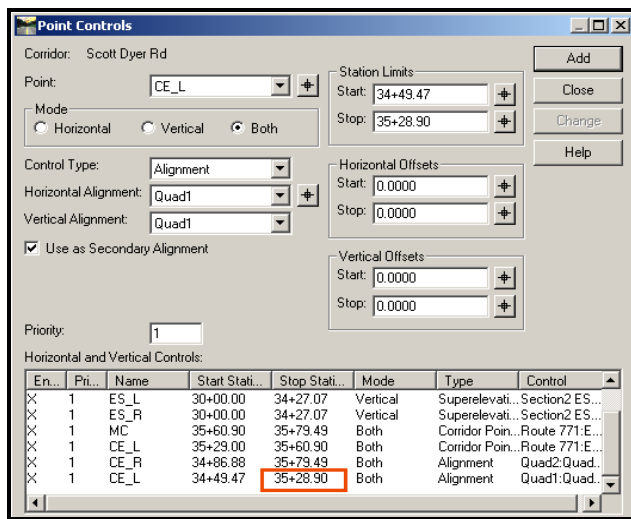 Point Controls
Corridor: Scott Dyer Rd
Point: CE_L
Mode
Horizontal Vertical Both
Control Type: Alignment
Horizontal Alignment: Quad1
Vertical Alignment: Quad1
Use as Secondary Alignment
Priority: 1
Station Limits
Start: 34+49.47
Stop: 35+28.90
Horizontal Offsets
Start: 0.0000
Stop: 0.0000
Vertical Offsets
Start: 0.0000
Stop: 0.0000
Add
Close
Change
Help
Horizontal and Vertical Controls:
En... Pri... Name Start Stati... Stop Stati... Mode Type Control
X 1 ES_L 30+00.00 34+27.07 Vertical Superelevati... Section2 ES...
X 1 ES_R 30+00.00 34+27.07 Vertical Superelevati... Section2 ES...
X 1 MC 35+60.90 35+79.49 Both Corridor Poin... Route 771:E...
X 1 CE_L 35+29.00 35+60.90 Both Corridor Poin... Route 771:E...
X 1 CE_R 34+86.88 35+79.49 Both Alignment Quad2:Quad...
X 1 CE_L 34+49.47 35+28.90 Both Alignment Quad1:Quad...